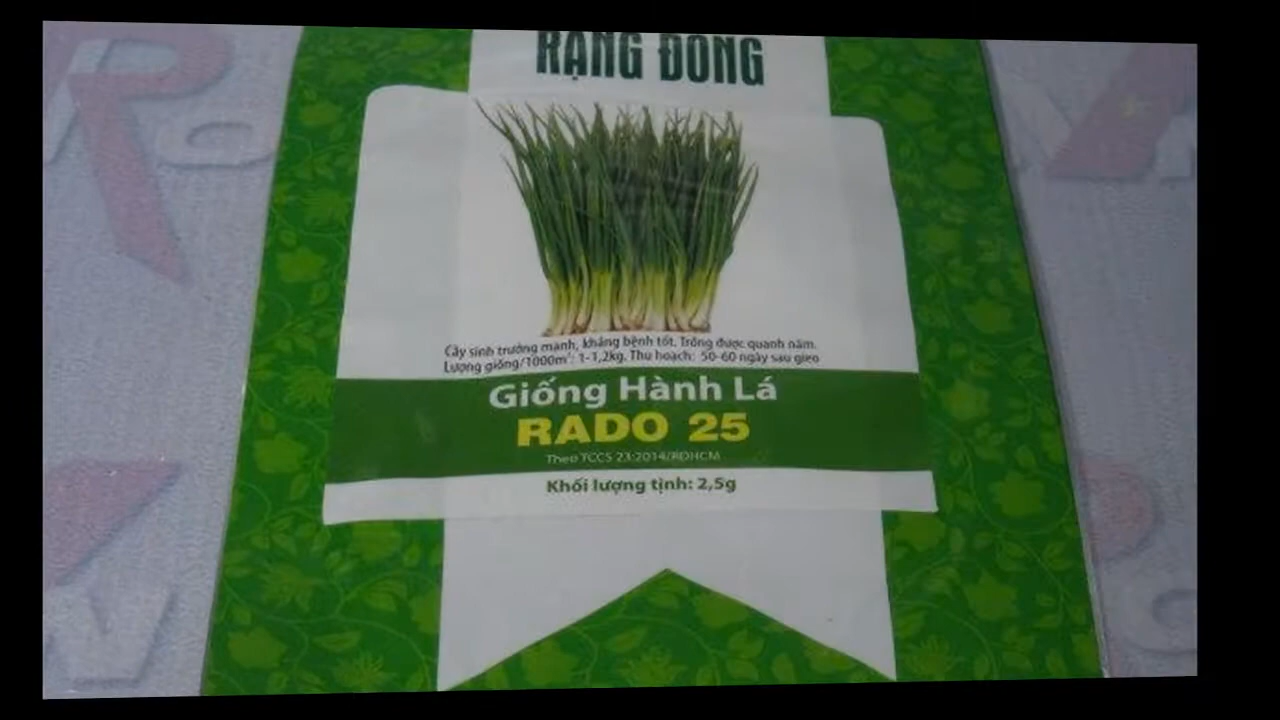 RẠNG ĐÔNG
Cây sinh trưởng mạnh, kháng bệnh tốt. Trồng được quanh năm.
Lượng giống/1000m²: 1-1,2kg. Thu hoạch: 50-60 ngày sau gieo
Giống Hành Lá
RADO 25
Theo TCCS 23:2014/RDHCM
Khối lượng tịnh: 2,5g